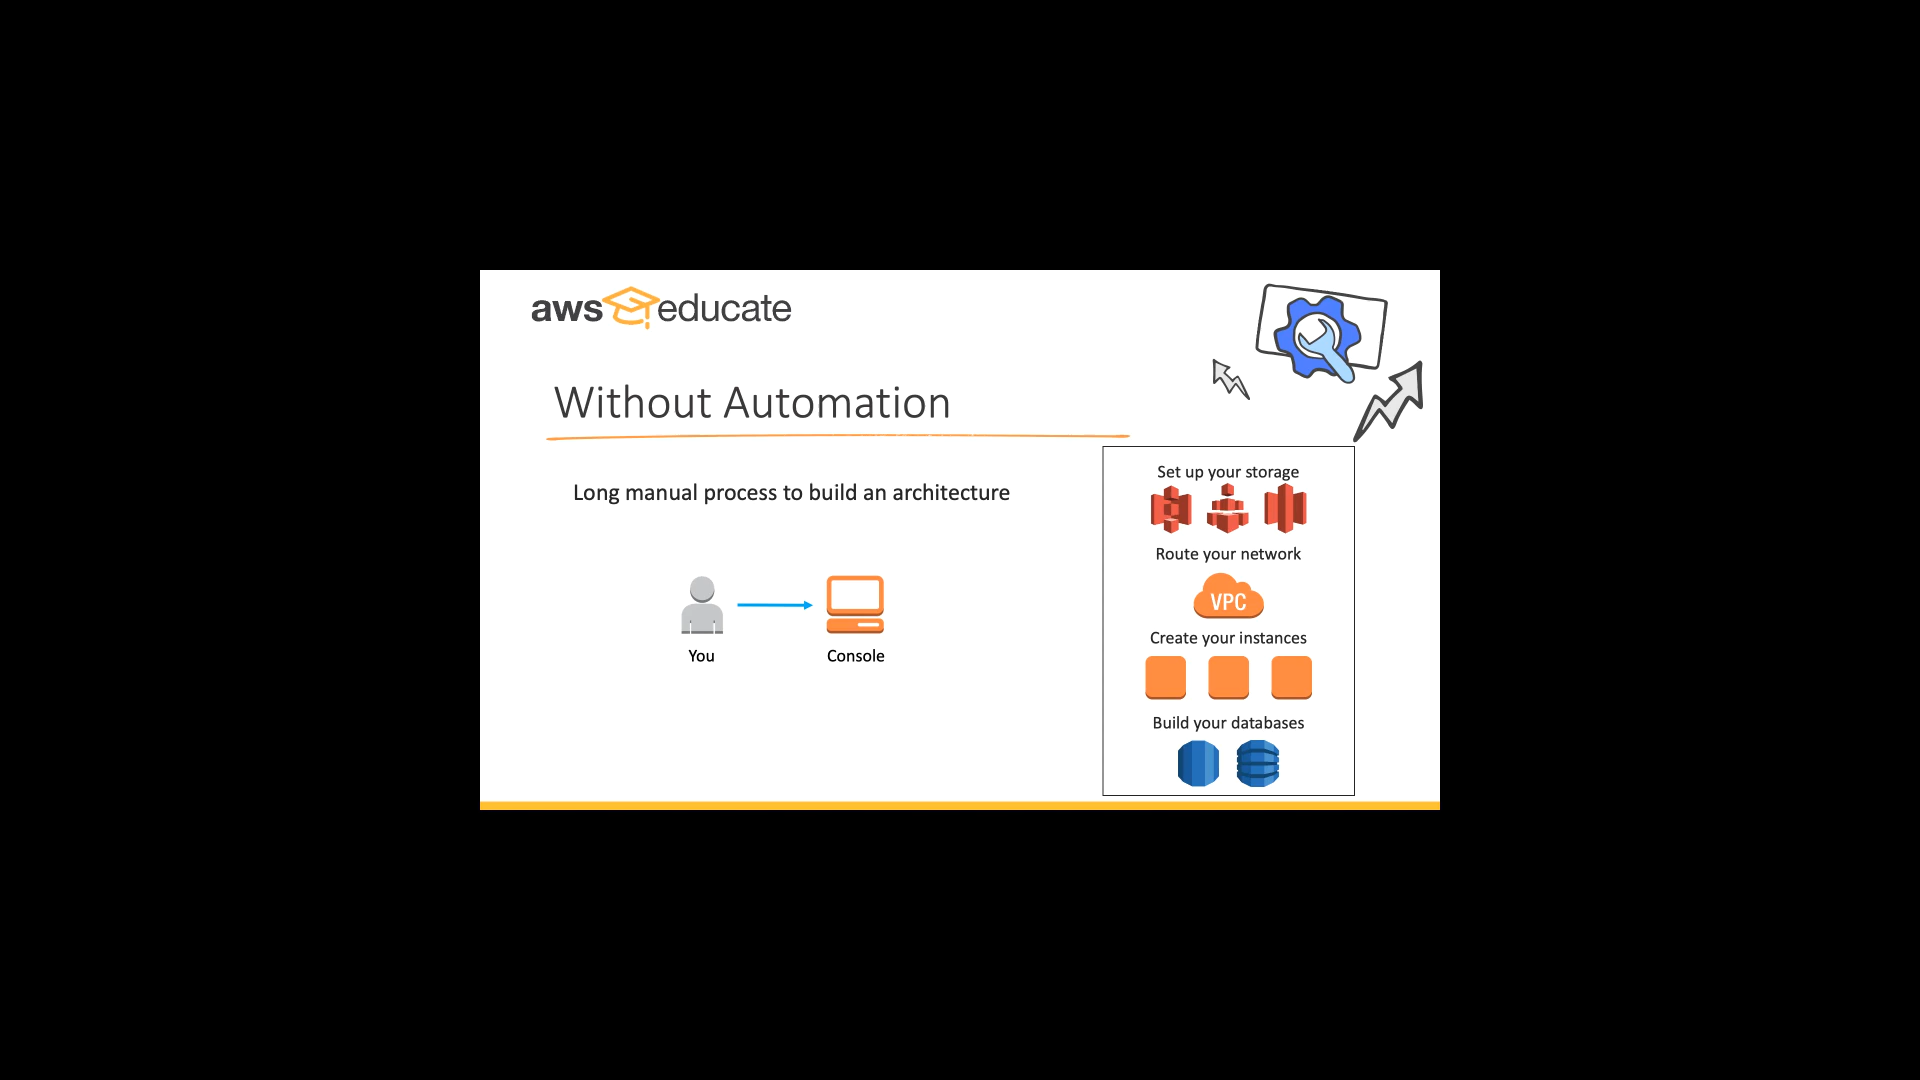 aws educate
Without Automation
Long manual process to build an architecture
You
Console
Set up your storage
Route your network
VPC
Create your instances
Build your databases